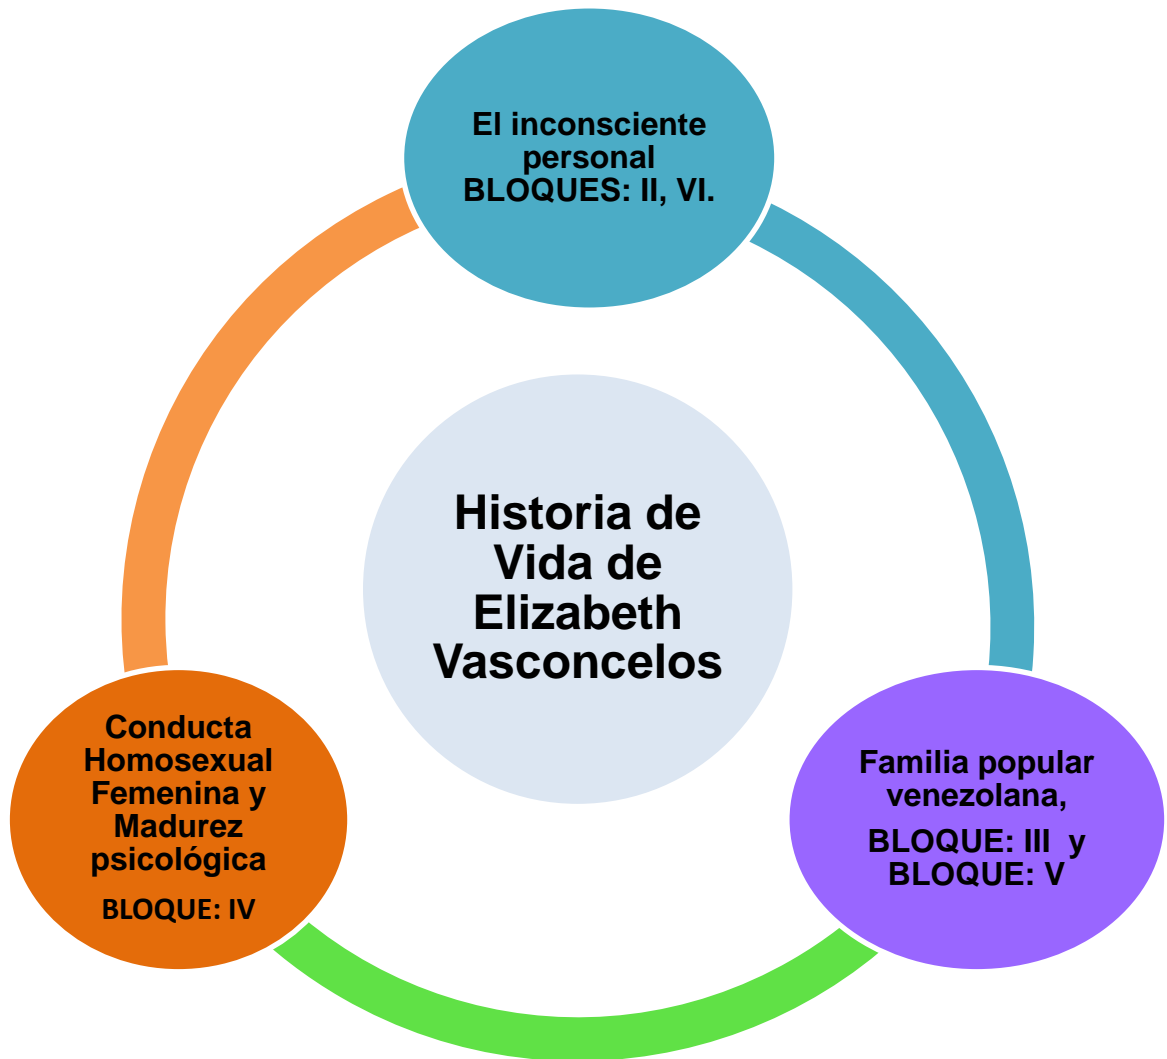 El inconsciente
personal
BLOQUES: II, VI.
Historia de
Vida de
Elizabeth
Vasconcelos
Conducta
Homosexual
Femenina y
Madurez
psicológica
BLOQUE: IV
Familia popular
venezolana,
BLOQUE: III y
BLOQUE: V